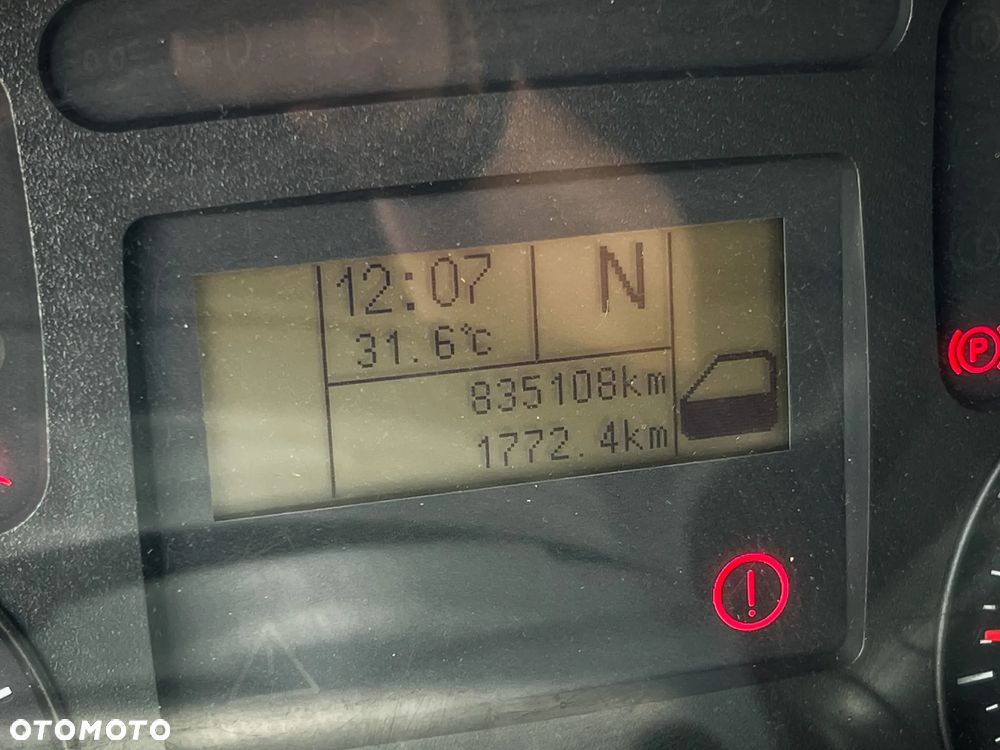 12:07
N
31.6°C
835108km
1772.4km
P
OTOMOTO